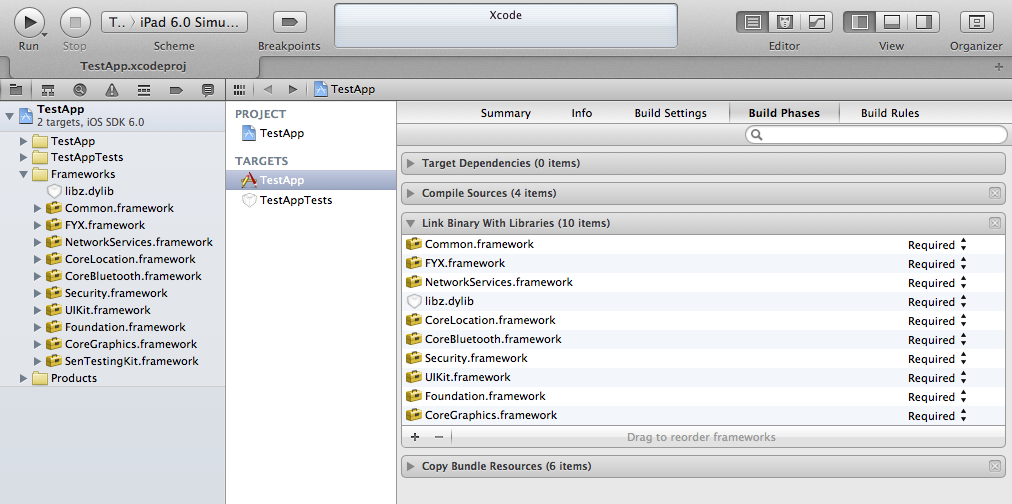 Xcode
T.. 〉 iPad 6.0 Simu...
Run
Stop
Scheme
Breakpoints
Editor
View
Organizer
TestApp.xcodeproj
TestApp
TestApp
2 targets, iOS SDK 6.0
TestApp
TestAppTests
Frameworks
libz.dylib
Common.framework
FYX.framework
NetworkServices.framework
CoreLocation.framework
CoreBluetooth.framework
Security.framework
UIKit.framework
Foundation.framework
CoreGraphics.framework
SenTestingKit.framework
Products
PROJECT
TestApp
TARGETS
TestApp
TestAppTests
Summary Info Build Settings Build Phases Build Rules
Target Dependencies (0 items)
Compile Sources (4 items)
Link Binary With Libraries (10 items)
Common.framework Required
FYX.framework Required
NetworkServices.framework Required
libz.dylib Required
CoreLocation.framework Required
CoreBluetooth.framework Required
Security.framework Required
UIKit.framework Required
Foundation.framework Required
CoreGraphics.framework Required
Drag to reorder frameworks
Copy Bundle Resources (6 items)